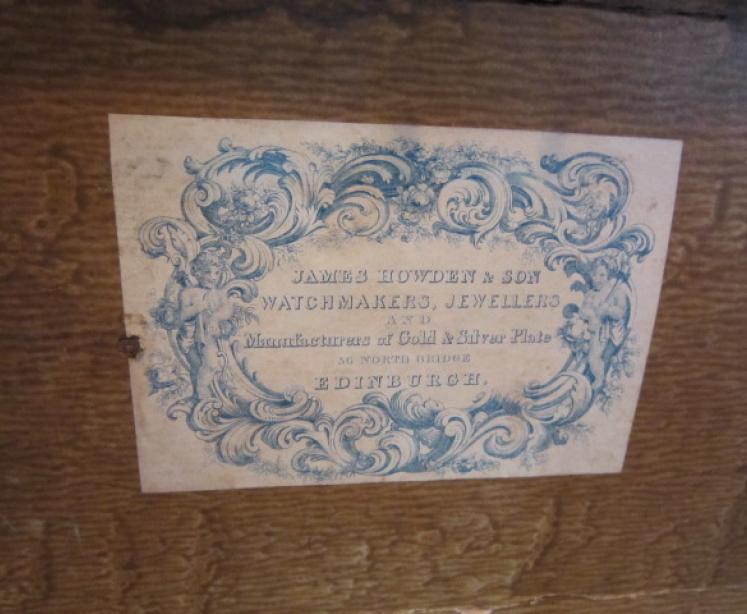 JAMES HOWDEN & SON
WATCHMAKERS, JEWELLERS
AND
Manufacturers of Gold & Silver Plate
56 NORTH BRIDGE
EDINBURGH.